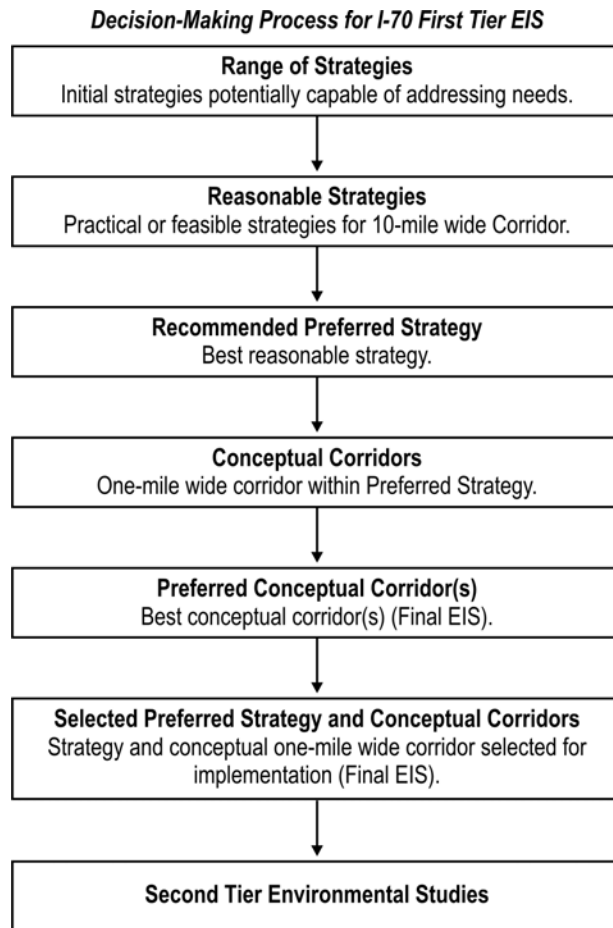 Decision-Making Process for I-70 First Tier EIS
Range of Strategies
Initial strategies potentially capable of addressing needs.
Reasonable Strategies
Practical or feasible strategies for 10-mile wide Corridor.
Recommended Preferred Strategy
Best reasonable strategy.
Conceptual Corridors
One-mile wide corridor within Preferred Strategy.
Preferred Conceptual Corridor(s)
Best conceptual corridor(s) (Final EIS).
Selected Preferred Strategy and Conceptual Corridors
Strategy and conceptual one-mile wide corridor selected for
implementation (Final EIS).
Second Tier Environmental Studies